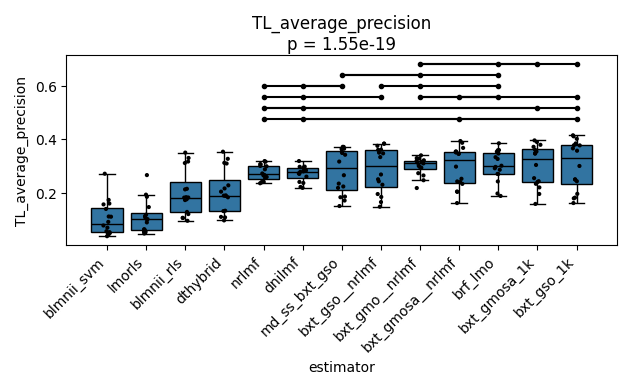 TL_average_precision
p = 1.55e-19
TL_average_precision
0.6
0.4
0.2
blmnii_svm
lmorls
blmnii_rls
dthybrid
nrlmf
dnilmf
md_ss_bxt_gso
bxt_gso__nrlmf
bxt_gmo__nrlmf
bxt_gmosa__nrlmf
brf_lmo
bxt_gmosa_1k
bxt_gso_1k
estimator